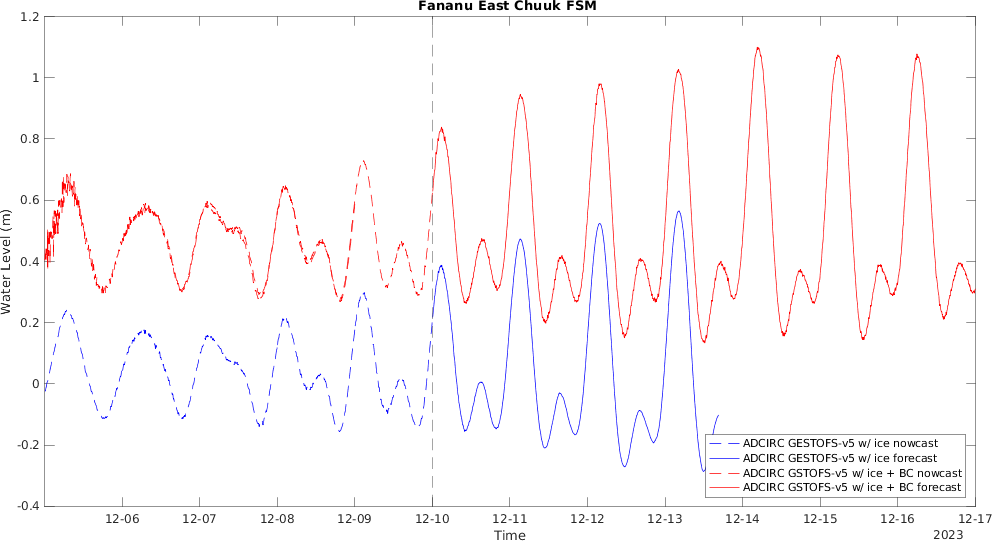 Fananu East Chuuk FSM
1.2
1
0.8
0.6
0.4
0.2
0
-0.2
-0.4
Water Level (m)
ADCIRC GESTOFS-v5 w/ ice nowcast
ADCIRC GESTOFS-v5 w/ ice forecast
ADCIRC GSTOFS-v5 w/ ice + BC nowcast
ADCIRC GSTOFS-v5 w/ ice + BC forecast
12-06 12-07 12-08 12-09 12-10 12-11 12-12 12-13 12-14 12-15 12-16 12-17
Time
2023